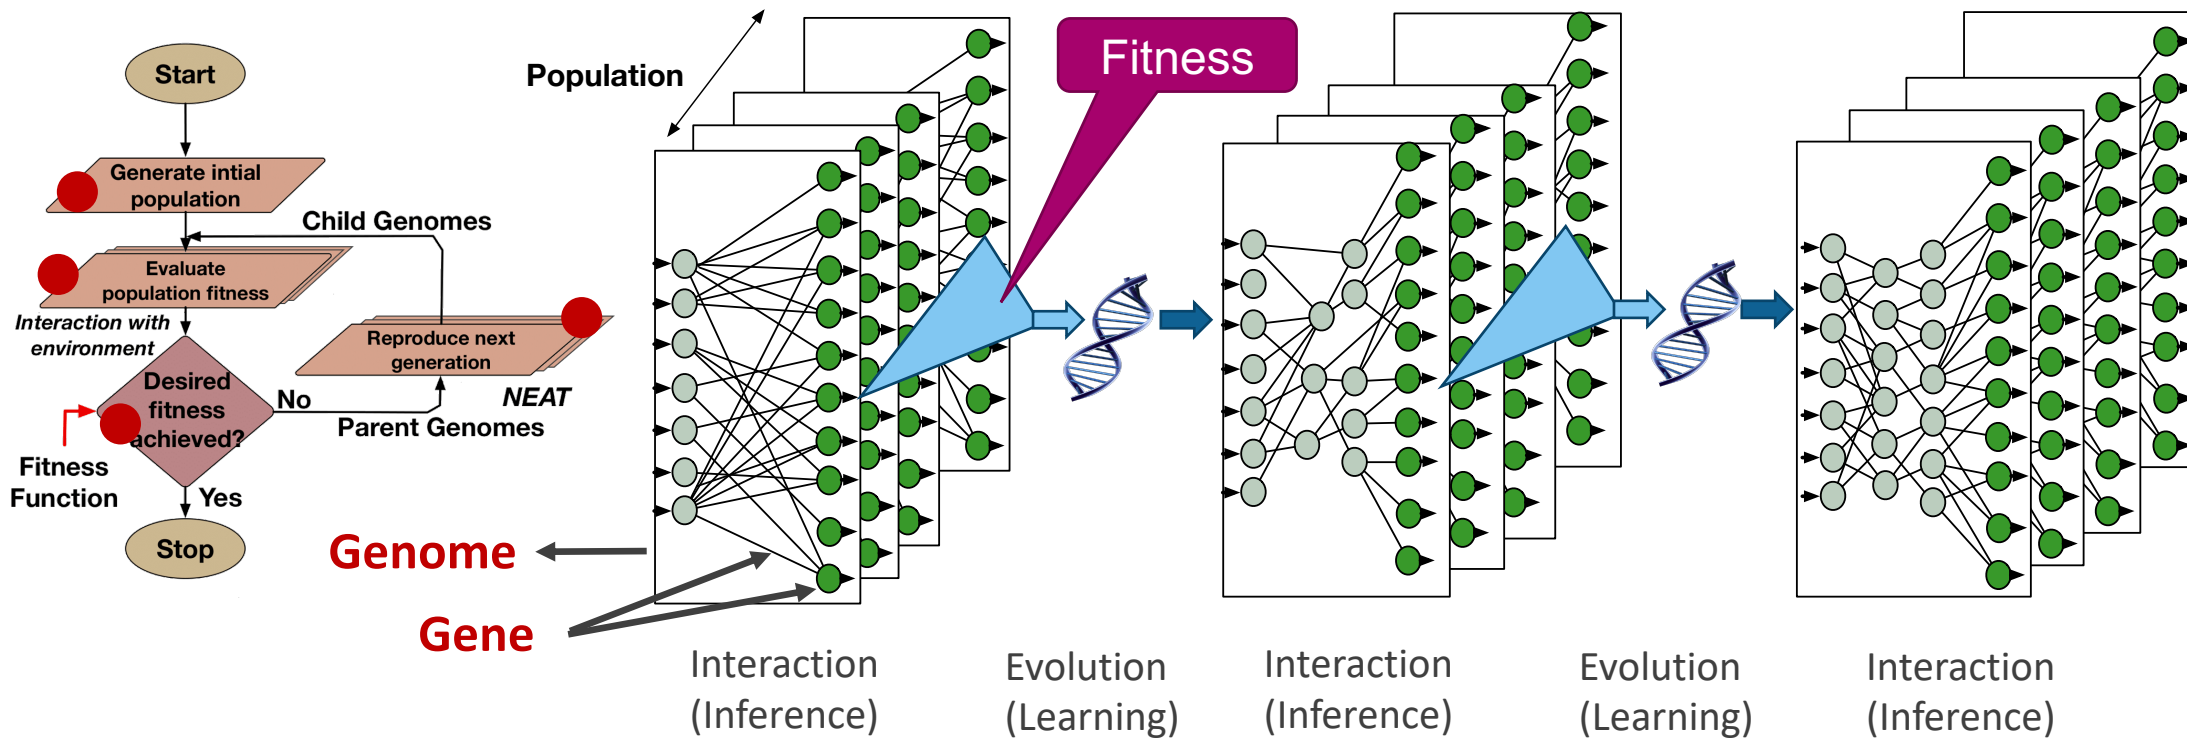 Start
Generate intial
population
Child Genomes
Evaluate
population fitness
Interaction with
environment
Reproduce next
generation
NEAT
Desired
fitness
achieved?
No
Parent Genomes
Fitness
Function
Yes
Stop
Population
Fitness
Genome
Gene
Interaction
(Inference)
Evolution
(Learning)
Interaction
(Inference)
Evolution
(Learning)
Interaction
(Inference)